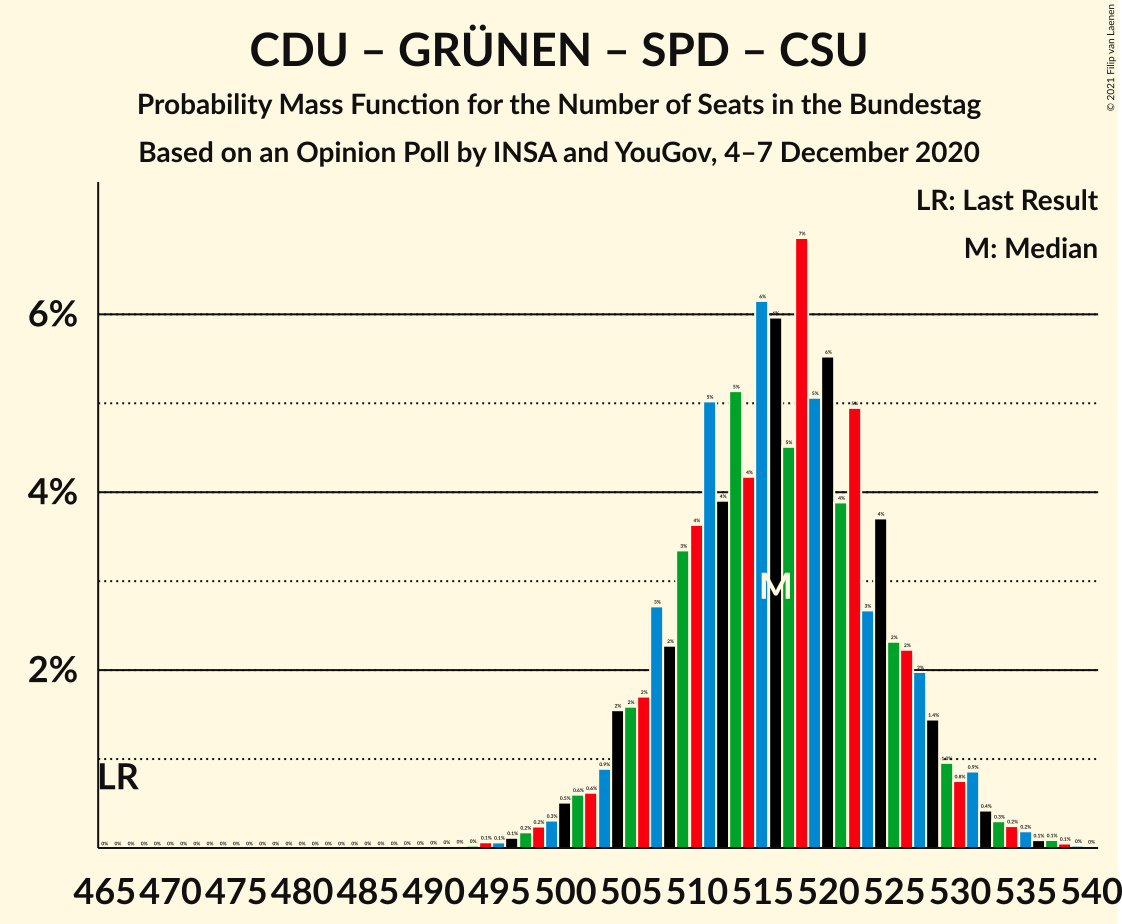 CDU – GRÜNEN – SPD – CSU
Probability Mass Function for the Number of Seats in the Bundestag
Based on an Opinion Poll by INSA and YouGov, 4–7 December 2020
© 2021 Filip van Laenen
LR: Last Result
M: Median
6%
4%
2%
LR
M
465 470 475 480 485 490 495 500 505 510 515 520 525 530 535 540